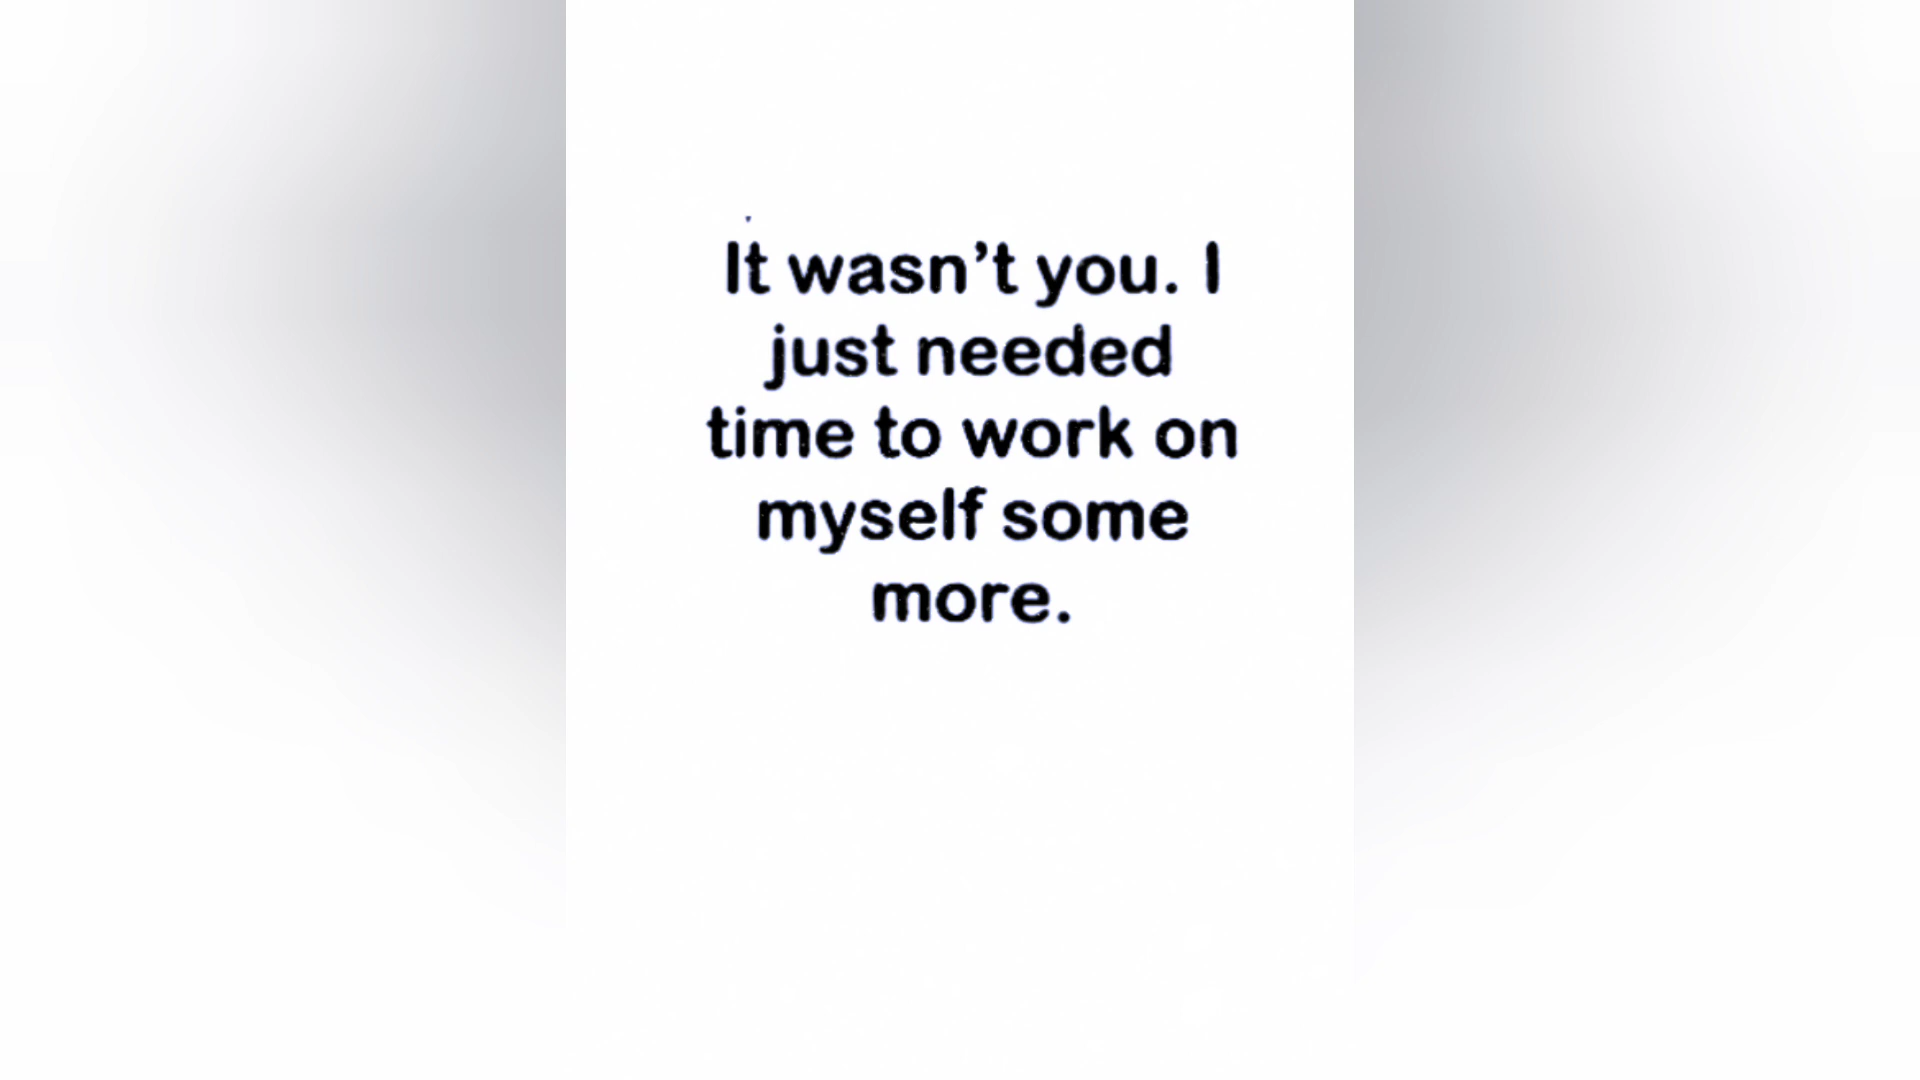 It wasn’t you. I
just needed
time to work on
myself some
more.